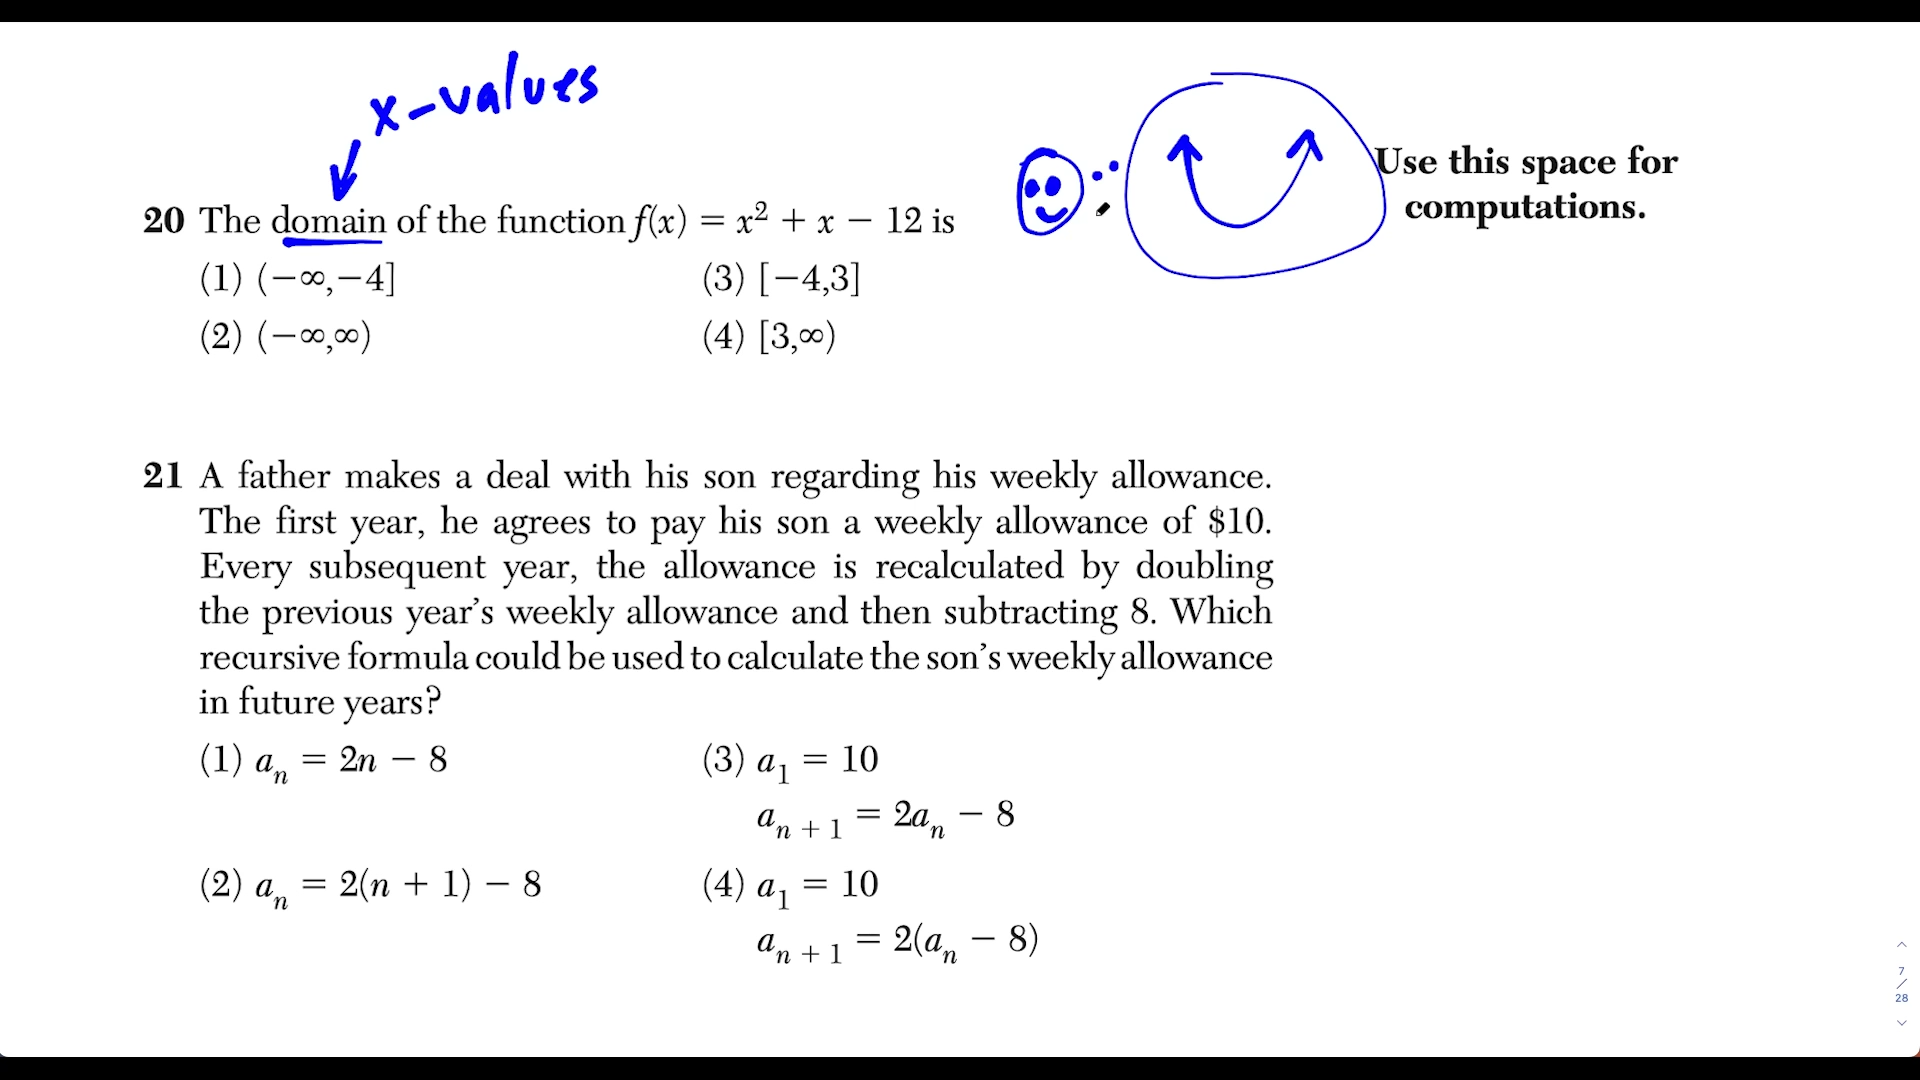 x-values
Use this space for
computations.
20 The domain of the function f(x) = x² + x − 12 is
(1) (−∞,−4]
(3) [−4,3]
(2) (−∞,∞)
(4) [3,∞)
21 A father makes a deal with his son regarding his weekly allowance.
The first year, he agrees to pay his son a weekly allowance of $10.
Every subsequent year, the allowance is recalculated by doubling
the previous year’s weekly allowance and then subtracting 8. Which
recursive formula could be used to calculate the son’s weekly allowance
in future years?
(1) aₙ = 2n − 8
(3) a₁ = 10
aₙ₊₁ = 2aₙ − 8
(2) aₙ = 2(n + 1) − 8
(4) a₁ = 10
aₙ₊₁ = 2(aₙ − 8)
7
/
28